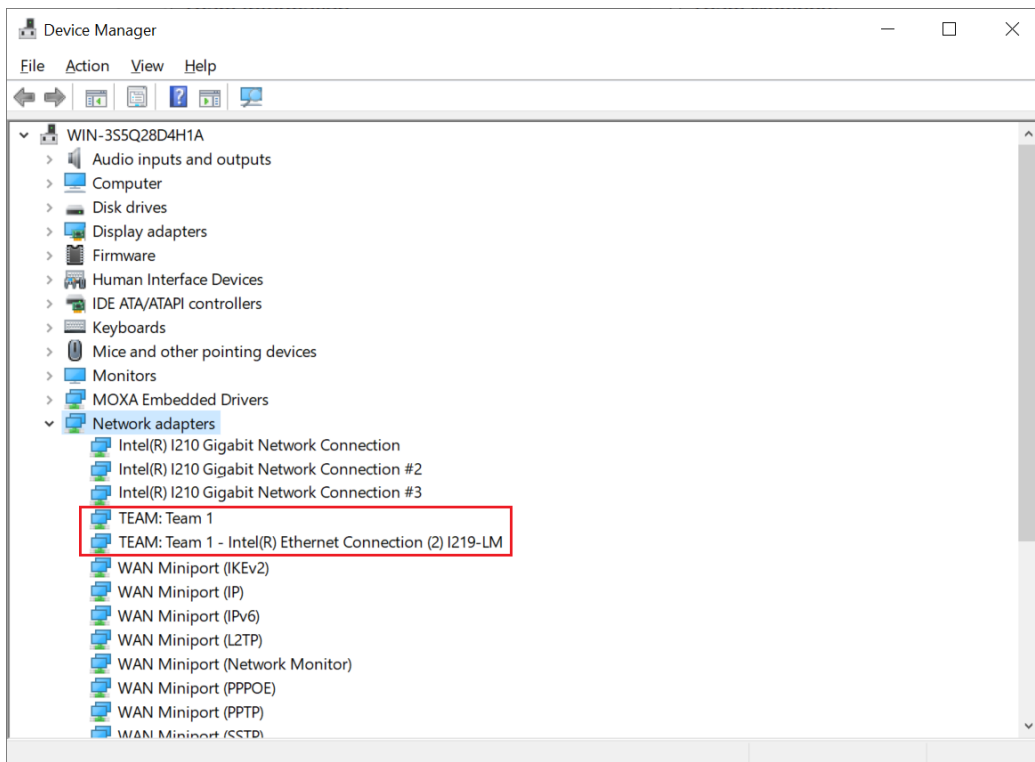 Device Manager
File Action View Help
WIN-3S5Q28D4H1A
Audio inputs and outputs
Computer
Disk drives
Display adapters
Firmware
Human Interface Devices
IDE ATA/ATAPI controllers
Keyboards
Mice and other pointing devices
Monitors
MOXA Embedded Drivers
Network adapters
Intel(R) I210 Gigabit Network Connection
Intel(R) I210 Gigabit Network Connection #2
Intel(R) I210 Gigabit Network Connection #3
TEAM: Team 1
TEAM: Team 1 - Intel(R) Ethernet Connection (2) I219-LM
WAN Miniport (IKEv2)
WAN Miniport (IP)
WAN Miniport (IPv6)
WAN Miniport (L2TP)
WAN Miniport (Network Monitor)
WAN Miniport (PPPOE)
WAN Miniport (PPTP)
WAN Miniport (SSTP)